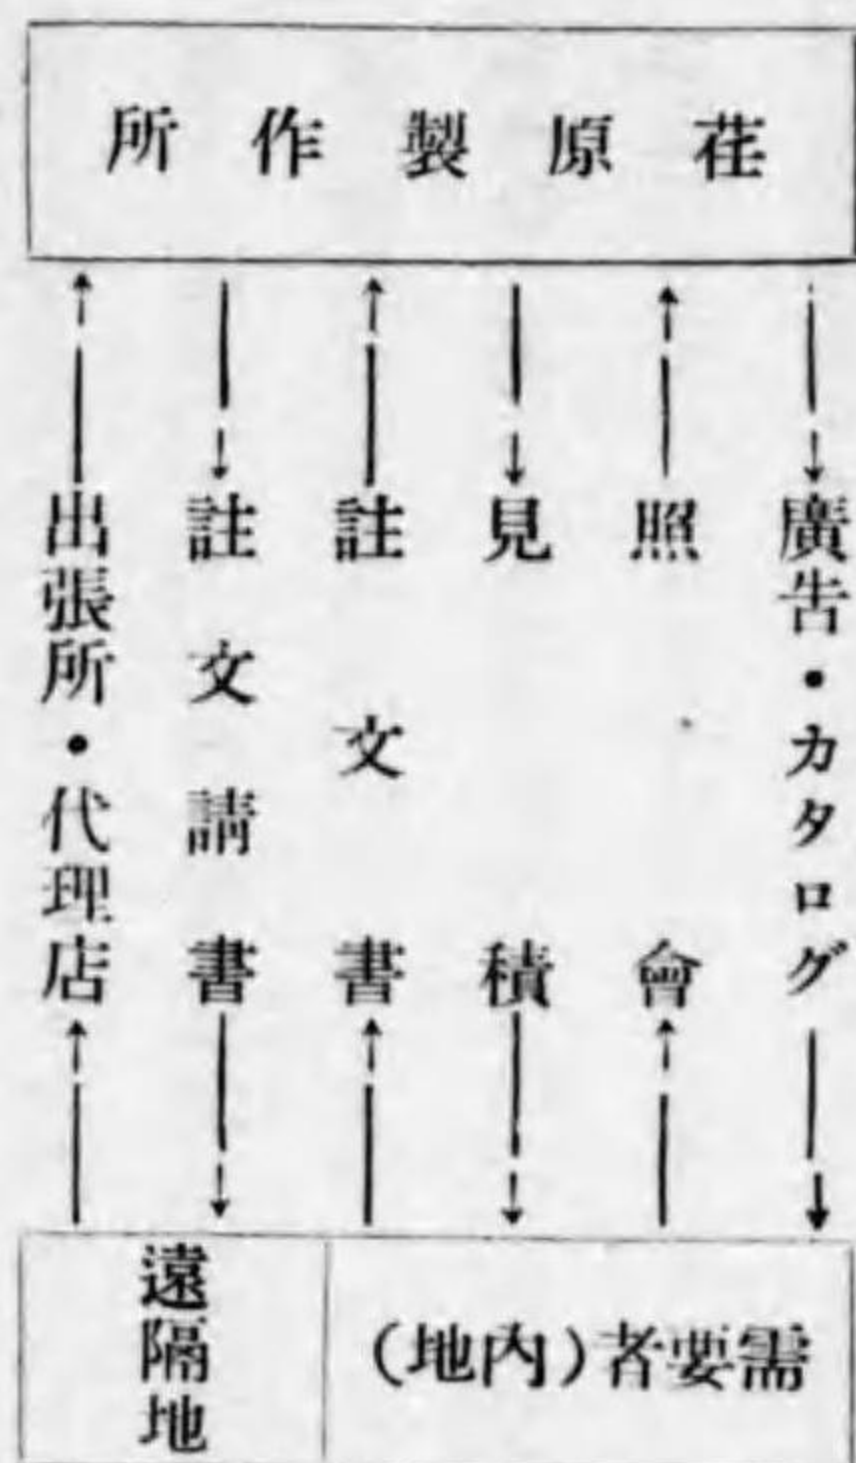 荏原製作所
廣告・カタログ
照會
見積
註文書
註文請書
出張所・代理店
需要者(內地)
遠隔地